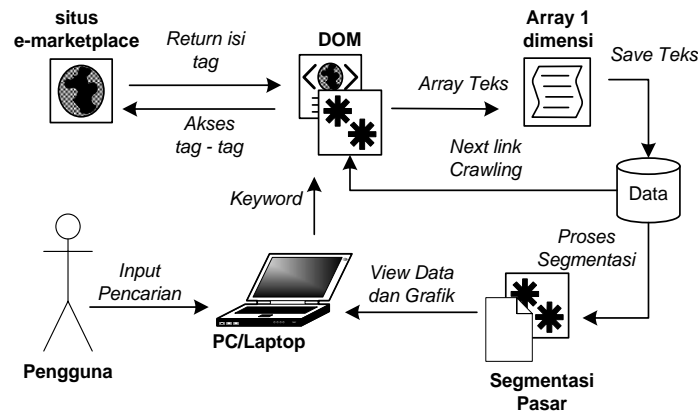 situs
e-marketplace
Return isi
tag
DOM
Array 1
dimensi
Save Teks
Array Teks
Akses
tag - tag
Next link
Crawling
Data
Keyword
Proses
Segmentasi
Input
Pencarian
View Data
dan Grafik
PC/Laptop
Pengguna
Segmentasi
Pasar